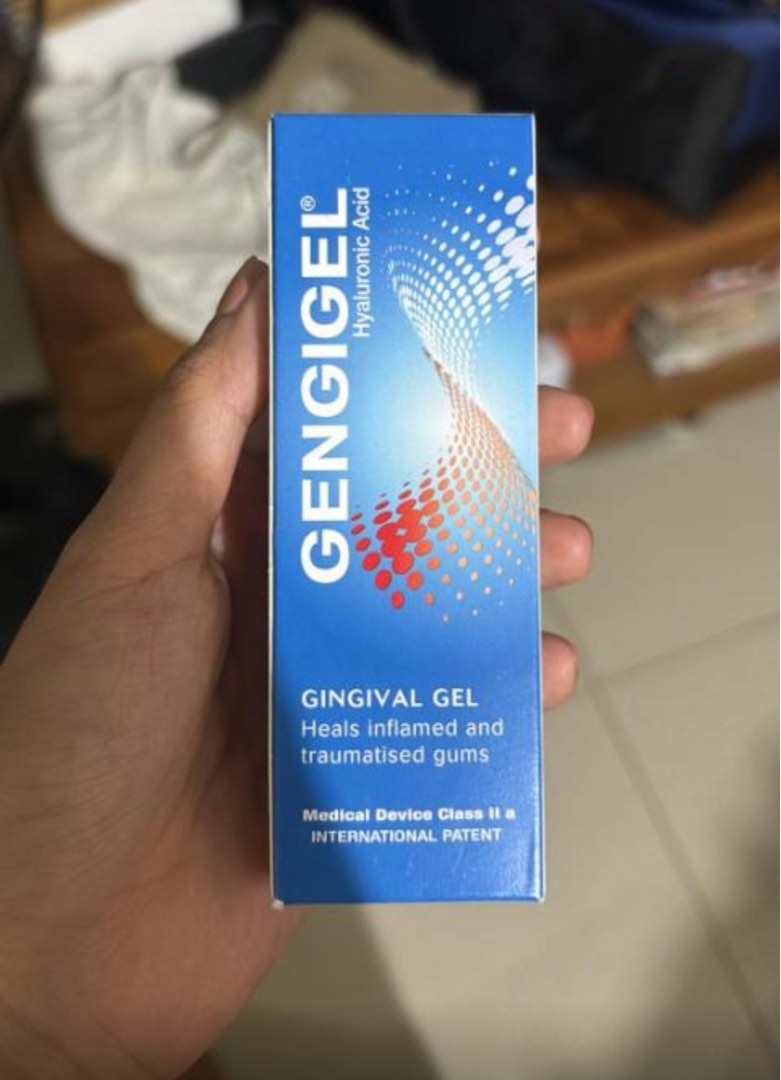 GENGIGEL®
Hyaluronic Acid
GINGIVAL GEL
Heals inflamed and
traumatised gums
Medical Device Class II a
INTERNATIONAL PATENT